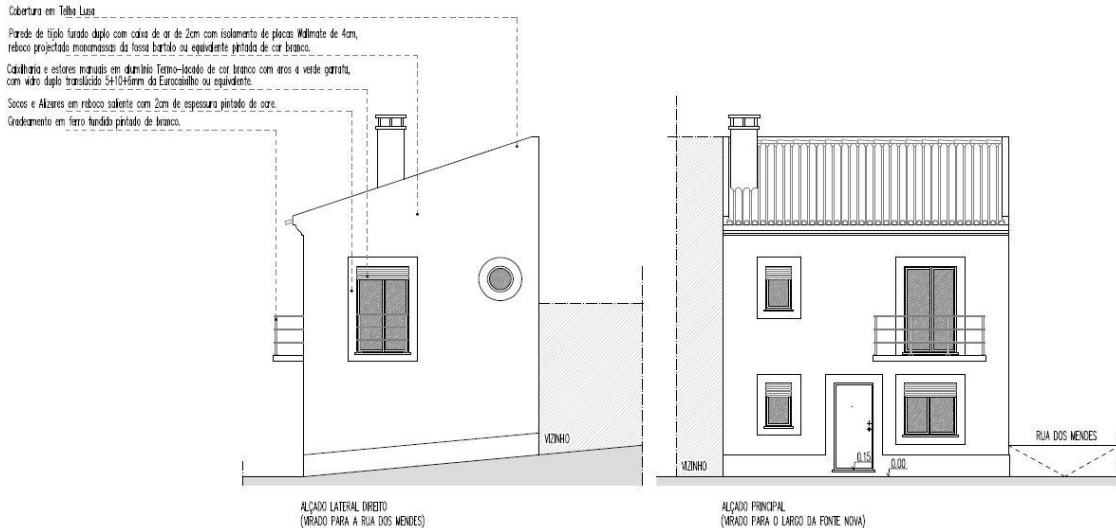 Cobertura em Telha Lusa
Parede de tijolo furado duplo com caixa de ar de 2cm com isolamento de placas Wallmate de 4cm,
reboco projectado monomassas da fassa bartolo ou equivalente pintada de cor branco.
Caixilharia e estores manuais em alumínio Termo-lacado de cor branco com aros a verde garrafa,
com vidro duplo translúcido 5+10+6mm da Eurocaixilho ou equivalente.
Socos e Alizares em reboco saliente com 2cm de espessura pintado de ocre.
Gradeamento em ferro fundido pintado de branco.
VIZINHO
ALÇADO LATERAL DIREITO
(VIRADO PARA A RUA DOS MENDES)
VIZINHO
0.15
0.00
RUA DOS MENDES
ALÇADO PRINCIPAL
(VIRADO PARA O LARGO DA FONTE NOVA)